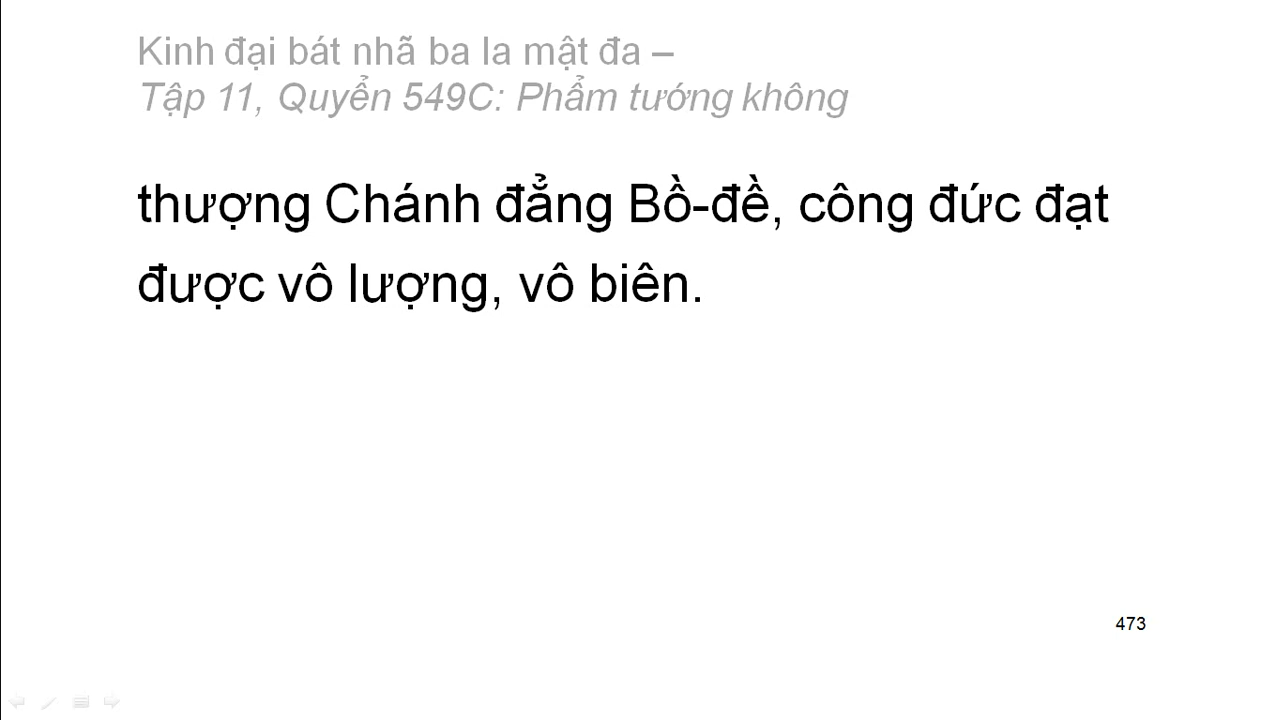 Kinh đại bát nhã ba la mật đa –
Tập 11, Quyển 549C: Phẩm tướng không
thượng Chánh đẳng Bồ-đề, công đức đạt
được vô lượng, vô biên.
473